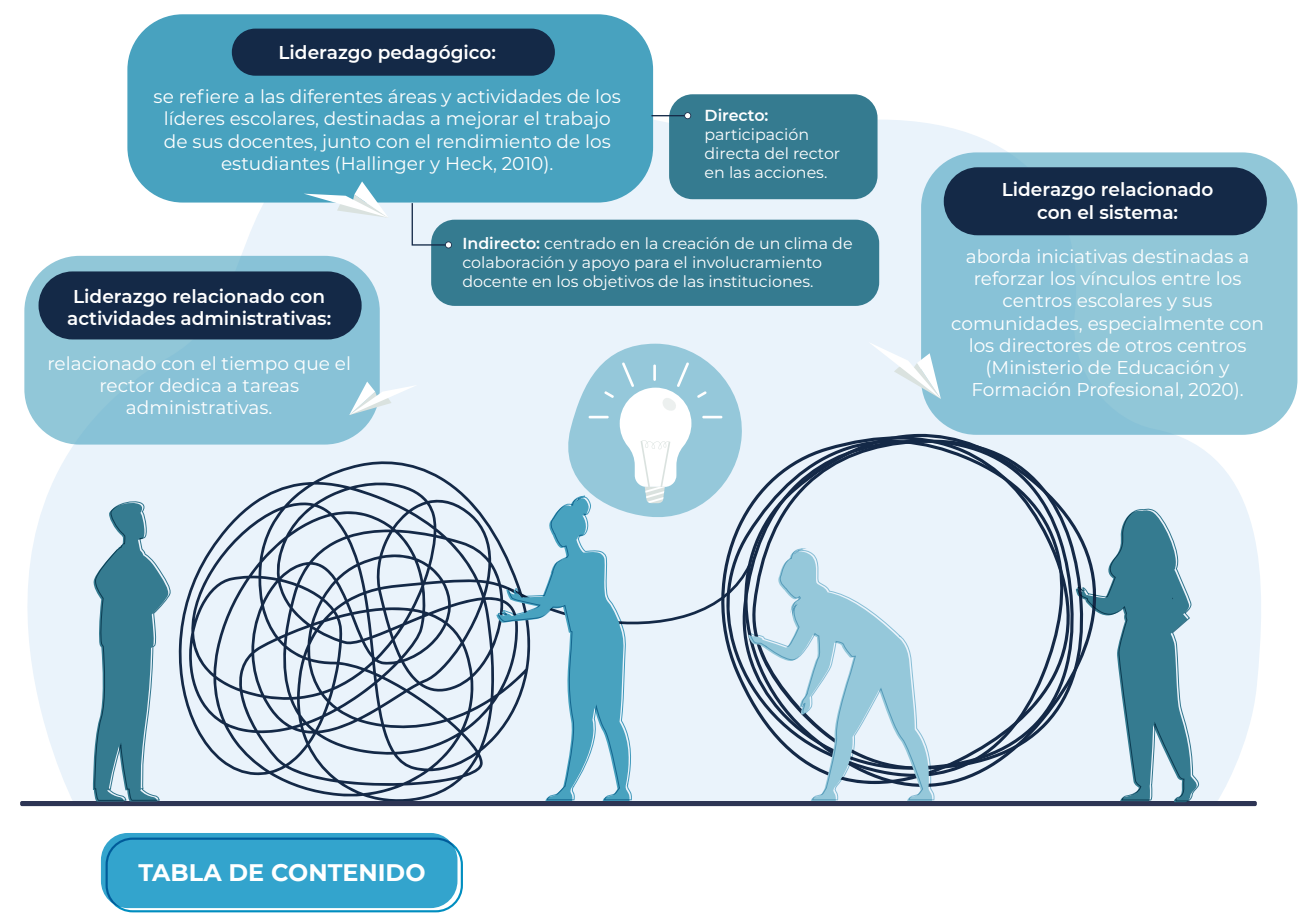 Liderazgo pedagógico:
se refiere a las diferentes áreas y actividades de los
líderes escolares, destinadas a mejorar el trabajo
de sus docentes, junto con el rendimiento de los
estudiantes (Hallinger y Heck, 2010).
Directo:
participación
directa del rector
en las acciones.
Indirecto: centrado en la creación de un clima de
colaboración y apoyo para el involucramiento
docente en los objetivos de las instituciones.
Liderazgo relacionado
con el sistema:
aborda iniciativas destinadas a
reforzar los vínculos entre los
centros escolares y sus
comunidades, especialmente con
los directores de otros centros
(Ministerio de Educación y
Formación Profesional, 2020).
Liderazgo relacionado con
actividades administrativas:
relacionado con el tiempo que el
rector dedica a tareas
administrativas.
TABLA DE CONTENIDO